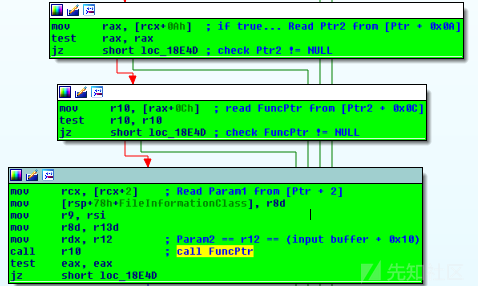 mov rax, [rcx+0Ah] ; if true... Read Ptr2 from [Ptr + 0x0A]
test rax, rax
jz short loc_18E4D ; check Ptr2 != NULL
mov r10, [rax+0Ch] ; read FuncPtr from [Ptr2 + 0x0C]
test r10, r10
jz short loc_18E4D ; check FuncPtr != NULL
mov rcx, [rcx+2] ; Read Param1 from [Ptr + 2]
mov [rsp+78h+FileInformationClass], r8d
mov r9, rsi
mov r8d, r13d
mov rdx, r12 ; Param2 == r12 == (input buffer + 0x10)
call r10 ; call FuncPtr
test eax, eax
jz short loc_18E4D
先知社区